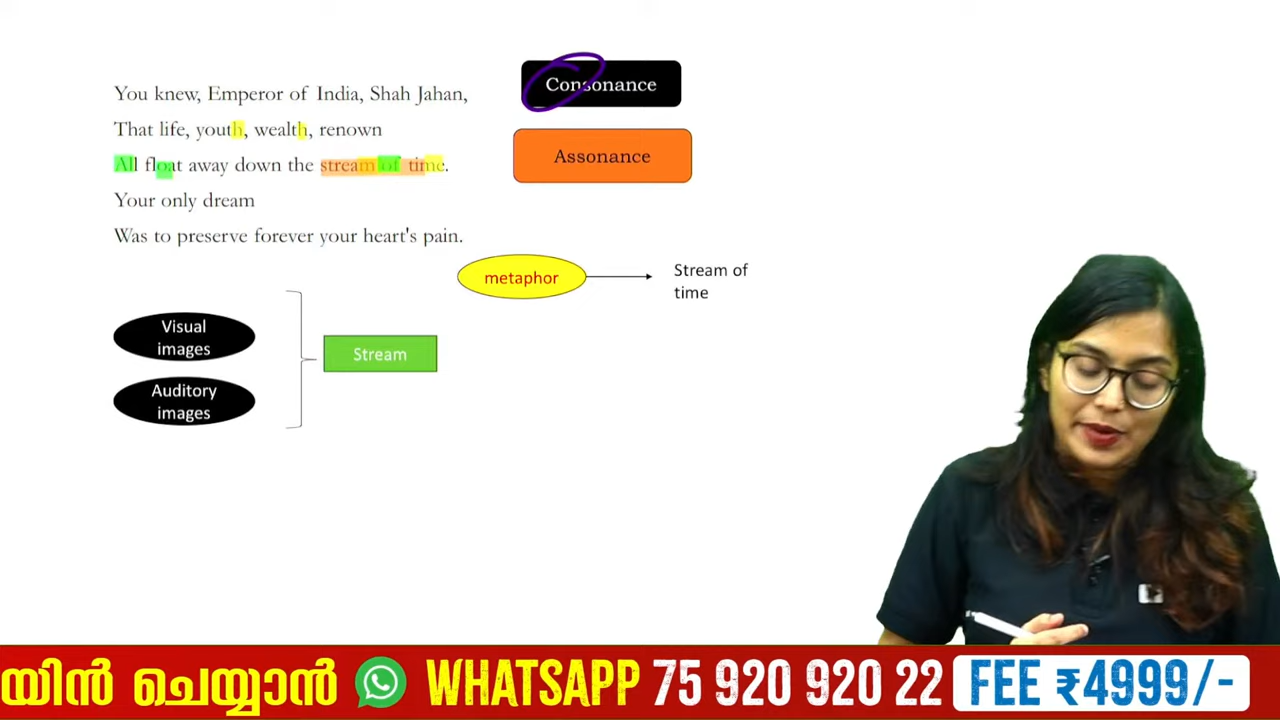 You knew, Emperor of India, Shah Jahan,
That life, youth, wealth, renown
All float away down the stream of time.
Your only dream
Was to preserve forever your heart's pain.
Consonance
Assonance
metaphor
Stream of
time
Visual
images
Auditory
images
Stream
യിൻ ചെയ്യാൻ WHATSAPP 75 920 920 22 FEE ₹4999/-